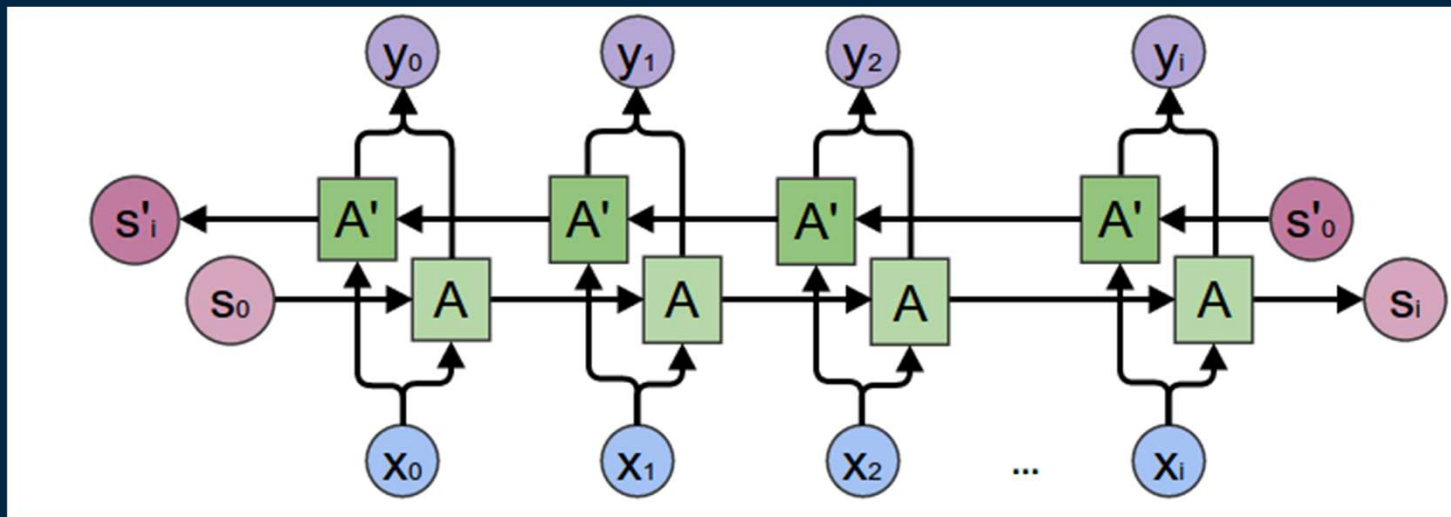 y₀ y₁ y₂ yᵢ
s'ᵢ A' A' A' A' s'₀
s₀ A A A A sᵢ
x₀ x₁ x₂ ... xᵢ